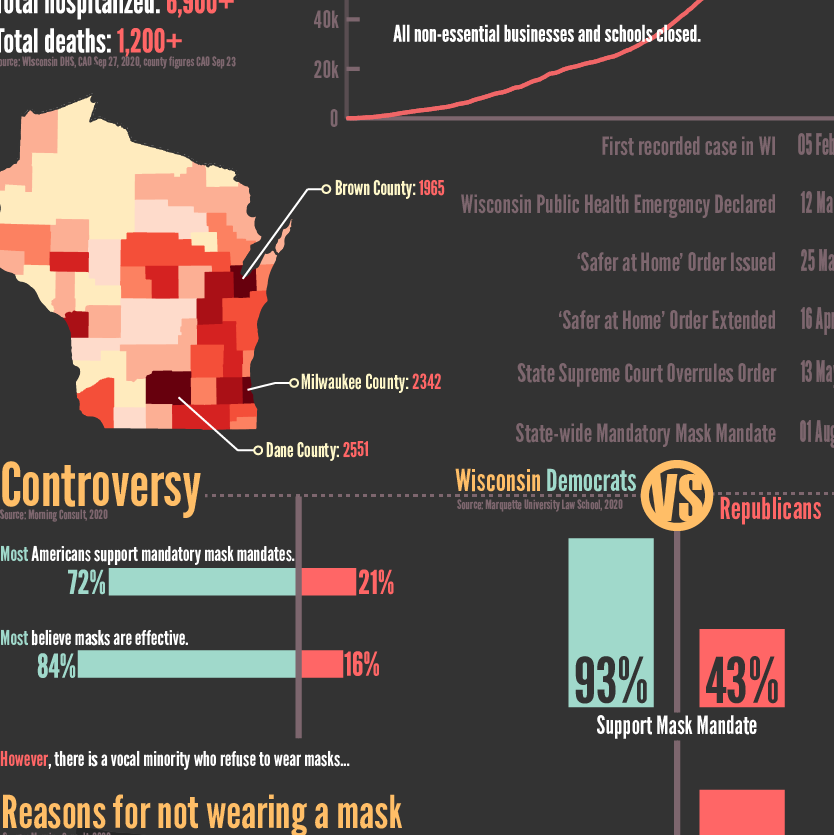 Total hospitalized: 6,900+
Total deaths: 1,200+
Source: Wisconsin DHS, CAO Sep 27, 2020, county figures CAO Sep 23
40k
All non-essential businesses and schools closed.
20k
0
First recorded case in WI 05 Feb
Wisconsin Public Health Emergency Declared 12 Ma
'Safer at Home' Order Issued 25 Ma
'Safer at Home' Order Extended 16 Apr
State Supreme Court Overrules Order 13 May
State-wide Mandatory Mask Mandate 01 Aug
Brown County: 1965
Milwaukee County: 2342
Dane County: 2551
Controversy
Source: Morning Consult, 2020
Most Americans support mandatory mask mandates.
72% 21%
Most believe masks are effective.
84% 16%
However, there is a vocal minority who refuse to wear masks...
Reasons for not wearing a mask
Wisconsin Democrats VS Republicans
Source: Marquette University Law School, 2020
93% 43%
Support Mask Mandate